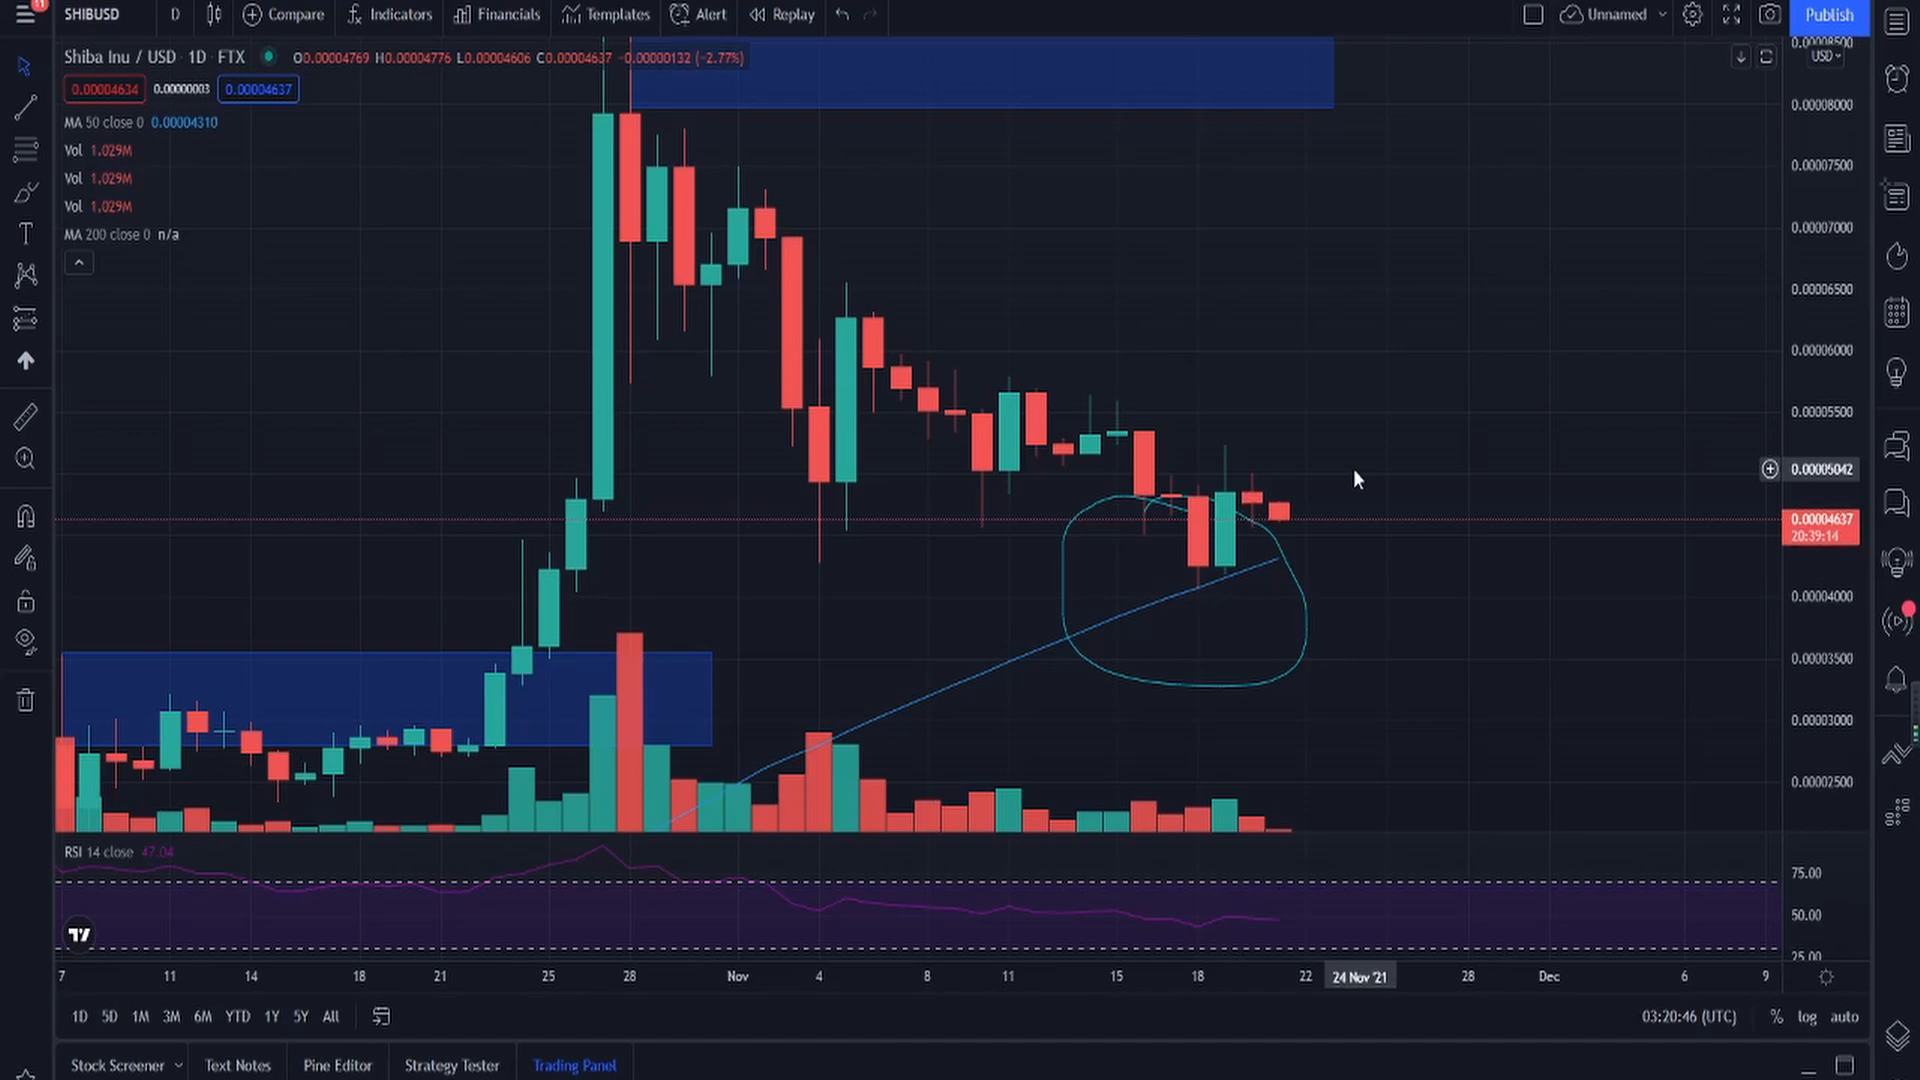 11
SHIBUSD D Compare Indicators Financials Templates Alert Replay Unnamed Publish
Shiba Inu / USD 1D FTX O0.00004769 H0.00004776 L0.00004606 C0.00004637 -0.00000132 (-2.77%)
0.00004634 0.00000003 0.00004637
MA 50 close 0 0.00004310
Vol 1.029M
Vol 1.029M
Vol 1.029M
MA 200 close 0 n/a
0.00008500
USD
0.00008000
0.00007500
0.00007000
0.00006500
0.00006000
0.00005500
0.00005042
0.00004637
20:39:14
0.00004000
0.00003500
0.00003000
0.00002500
RSI 14 close 47.04
75.00
50.00
25.00
7 11 14 18 21 25 28 Nov 4 8 11 15 18 22 24 Nov '21 28 Dec 6 9
1D 5D 1M 3M 6M YTD 1Y 5Y All 03:20:46 (UTC) % log auto
Stock Screener Text Notes Pine Editor Strategy Tester Trading Panel